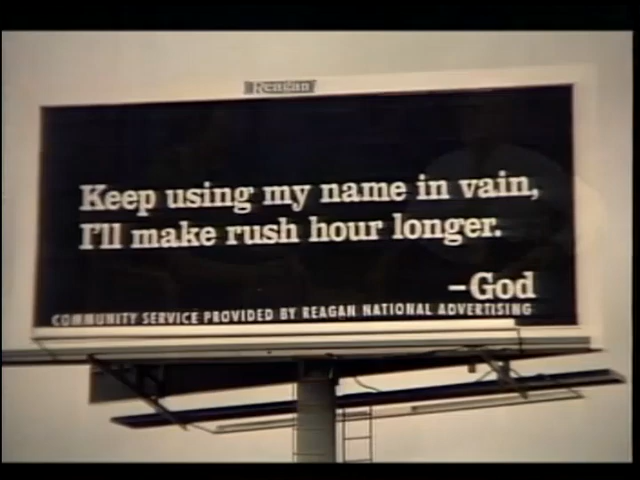 Reagan
Keep using my name in vain,
I'll make rush hour longer.
–God
COMMUNITY SERVICE PROVIDED BY REAGAN NATIONAL ADVERTISING